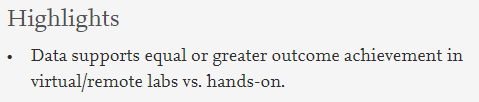 Highlights
• Data supports equal or greater outcome achievement in
virtual/remote labs vs. hands-on.